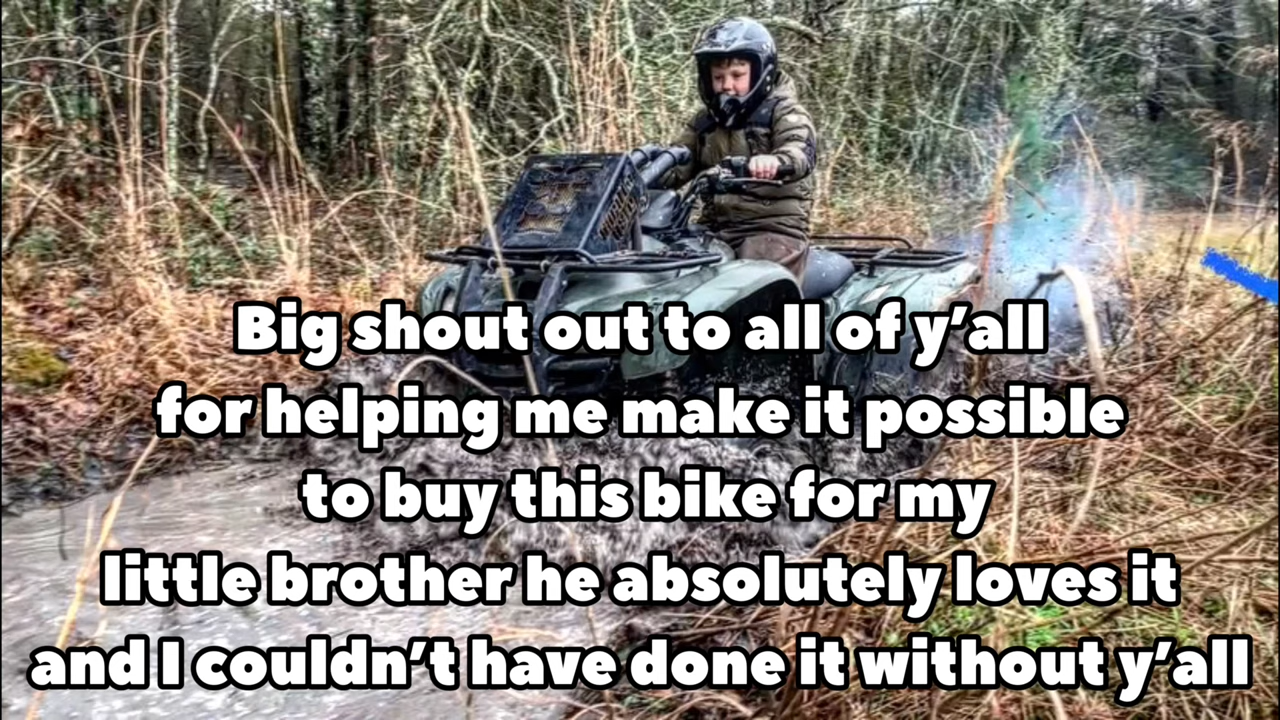 Big shout out to all of y’all
for helping me make it possible
to buy this bike for my
little brother he absolutely loves it
and I couldn’t have done it without y’all